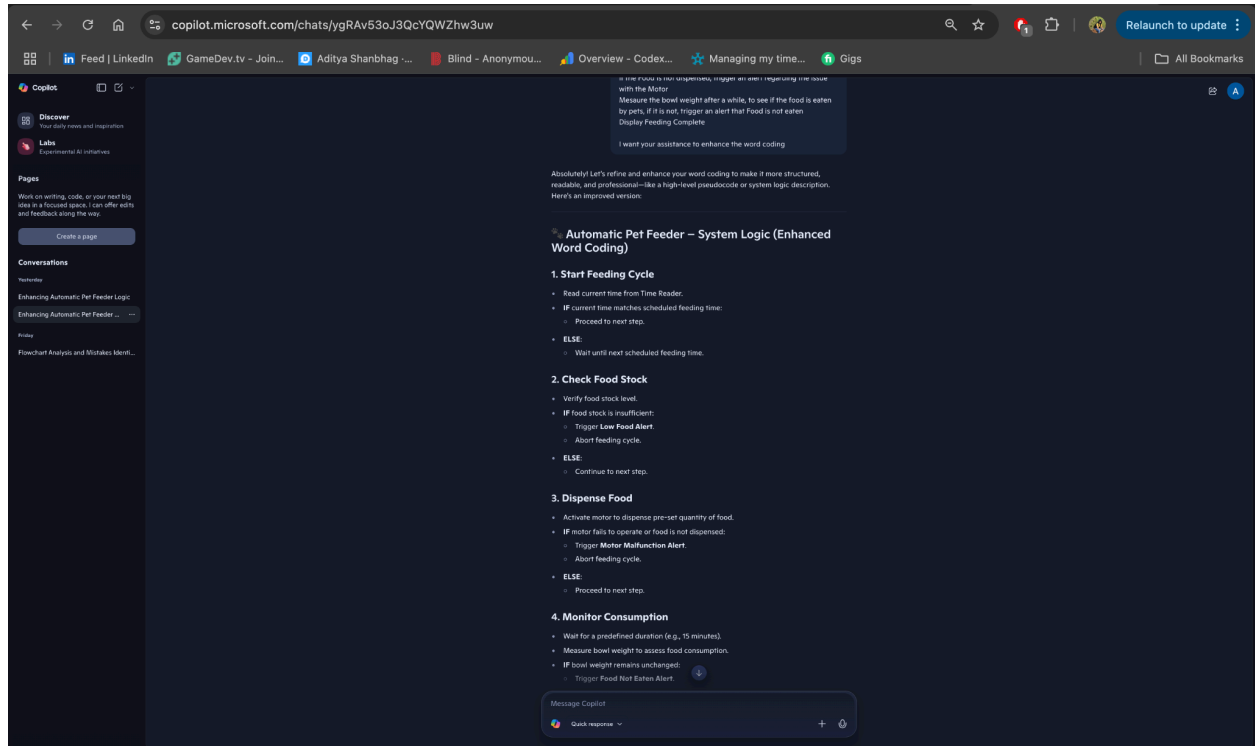 copilot.microsoft.com/chats/ygRAv53oJ3QcYQWZhw3uw
1
Relaunch to update
Feed | LinkedIn
GameDev.tv - Join...
Aditya Shanbhag -...
Blind - Anonymou...
Overview - Codex...
Managing my time...
Gigs
All Bookmarks
Copilot
Discover
Your daily news and inspiration
Labs
Experimental AI initiatives
Pages
Work on writing, code, or your next big
idea in a focused space. I can offer edits
and feedback along the way.
Create a page
Conversations
Yesterday
Enhancing Automatic Pet Feeder Logic
Enhancing Automatic Pet Feeder ...
Friday
Flowchart Analysis and Mistakes Identi...
A
If the Food is not dispensed, trigger an alert regarding the issue
with the Motor
Mesaure the bowl weight after a while, to see if the food is eaten
by pets, if it is not, trigger an alert that Food is not eaten
Display Feeding Complete
I want your assistance to enhance the word coding
Absolutely! Let's refine and enhance your word coding to make it more structured,
readable, and professional—like a high-level pseudocode or system logic description.
Here's an improved version:
🐾 Automatic Pet Feeder – System Logic (Enhanced
Word Coding)
1. Start Feeding Cycle
• Read current time from Time Reader.
• IF current time matches scheduled feeding time:
○ Proceed to next step.
• ELSE:
○ Wait until next scheduled feeding time.
2. Check Food Stock
• Verify food stock level.
• IF food stock is insufficient:
○ Trigger Low Food Alert.
○ Abort feeding cycle.
• ELSE:
○ Continue to next step.
3. Dispense Food
• Activate motor to dispense pre-set quantity of food.
• IF motor fails to operate or food is not dispensed:
○ Trigger Motor Malfunction Alert.
○ Abort feeding cycle.
• ELSE:
○ Proceed to next step.
4. Monitor Consumption
• Wait for a predefined duration (e.g., 15 minutes).
• Measure bowl weight to assess food consumption.
• IF bowl weight remains unchanged:
○ Trigger Food Not Eaten Alert.
Message Copilot
Quick response